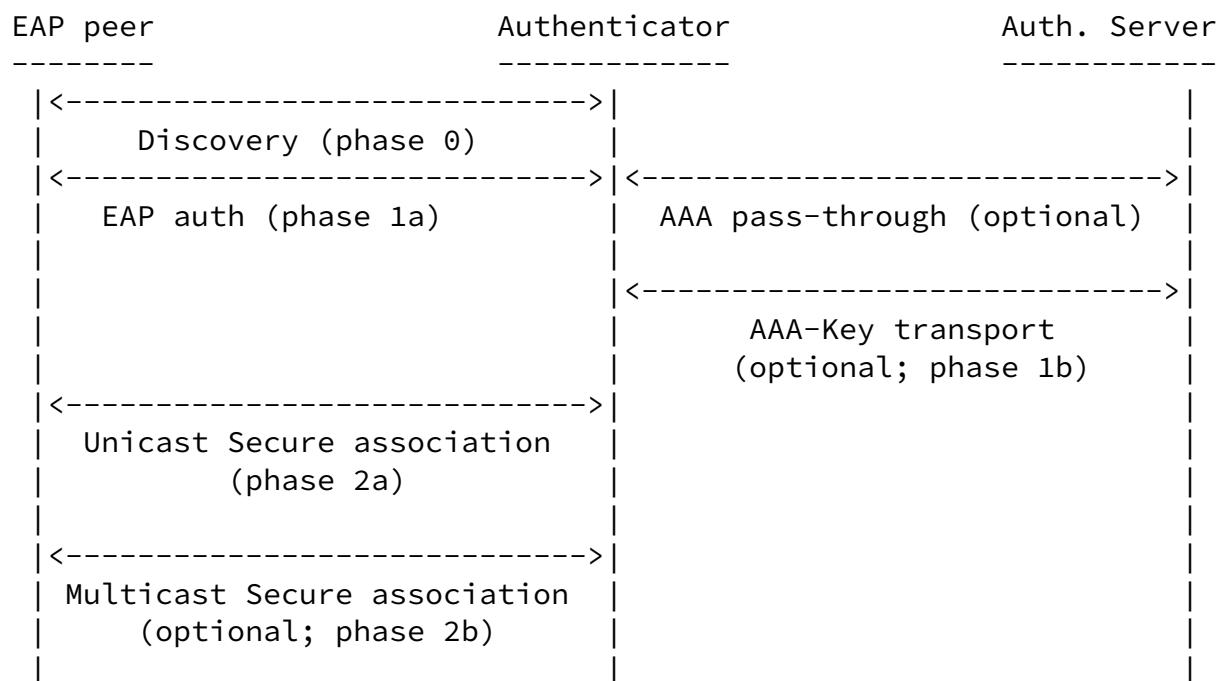 EAP peer Authenticator Auth. Server
-------- ------------- ------------
|<----------------------------->| |
| Discovery (phase 0) | |
|<----------------------------->|<----------------------------->|
| EAP auth (phase 1a) | AAA pass-through (optional) |
| | |
| |<----------------------------->|
| | AAA-Key transport |
| | (optional; phase 1b) |
|<----------------------------->| |
| Unicast Secure association | |
| (phase 2a) | |
| | |
|<----------------------------->| |
| Multicast Secure association | |
| (optional; phase 2b) | |
| | |